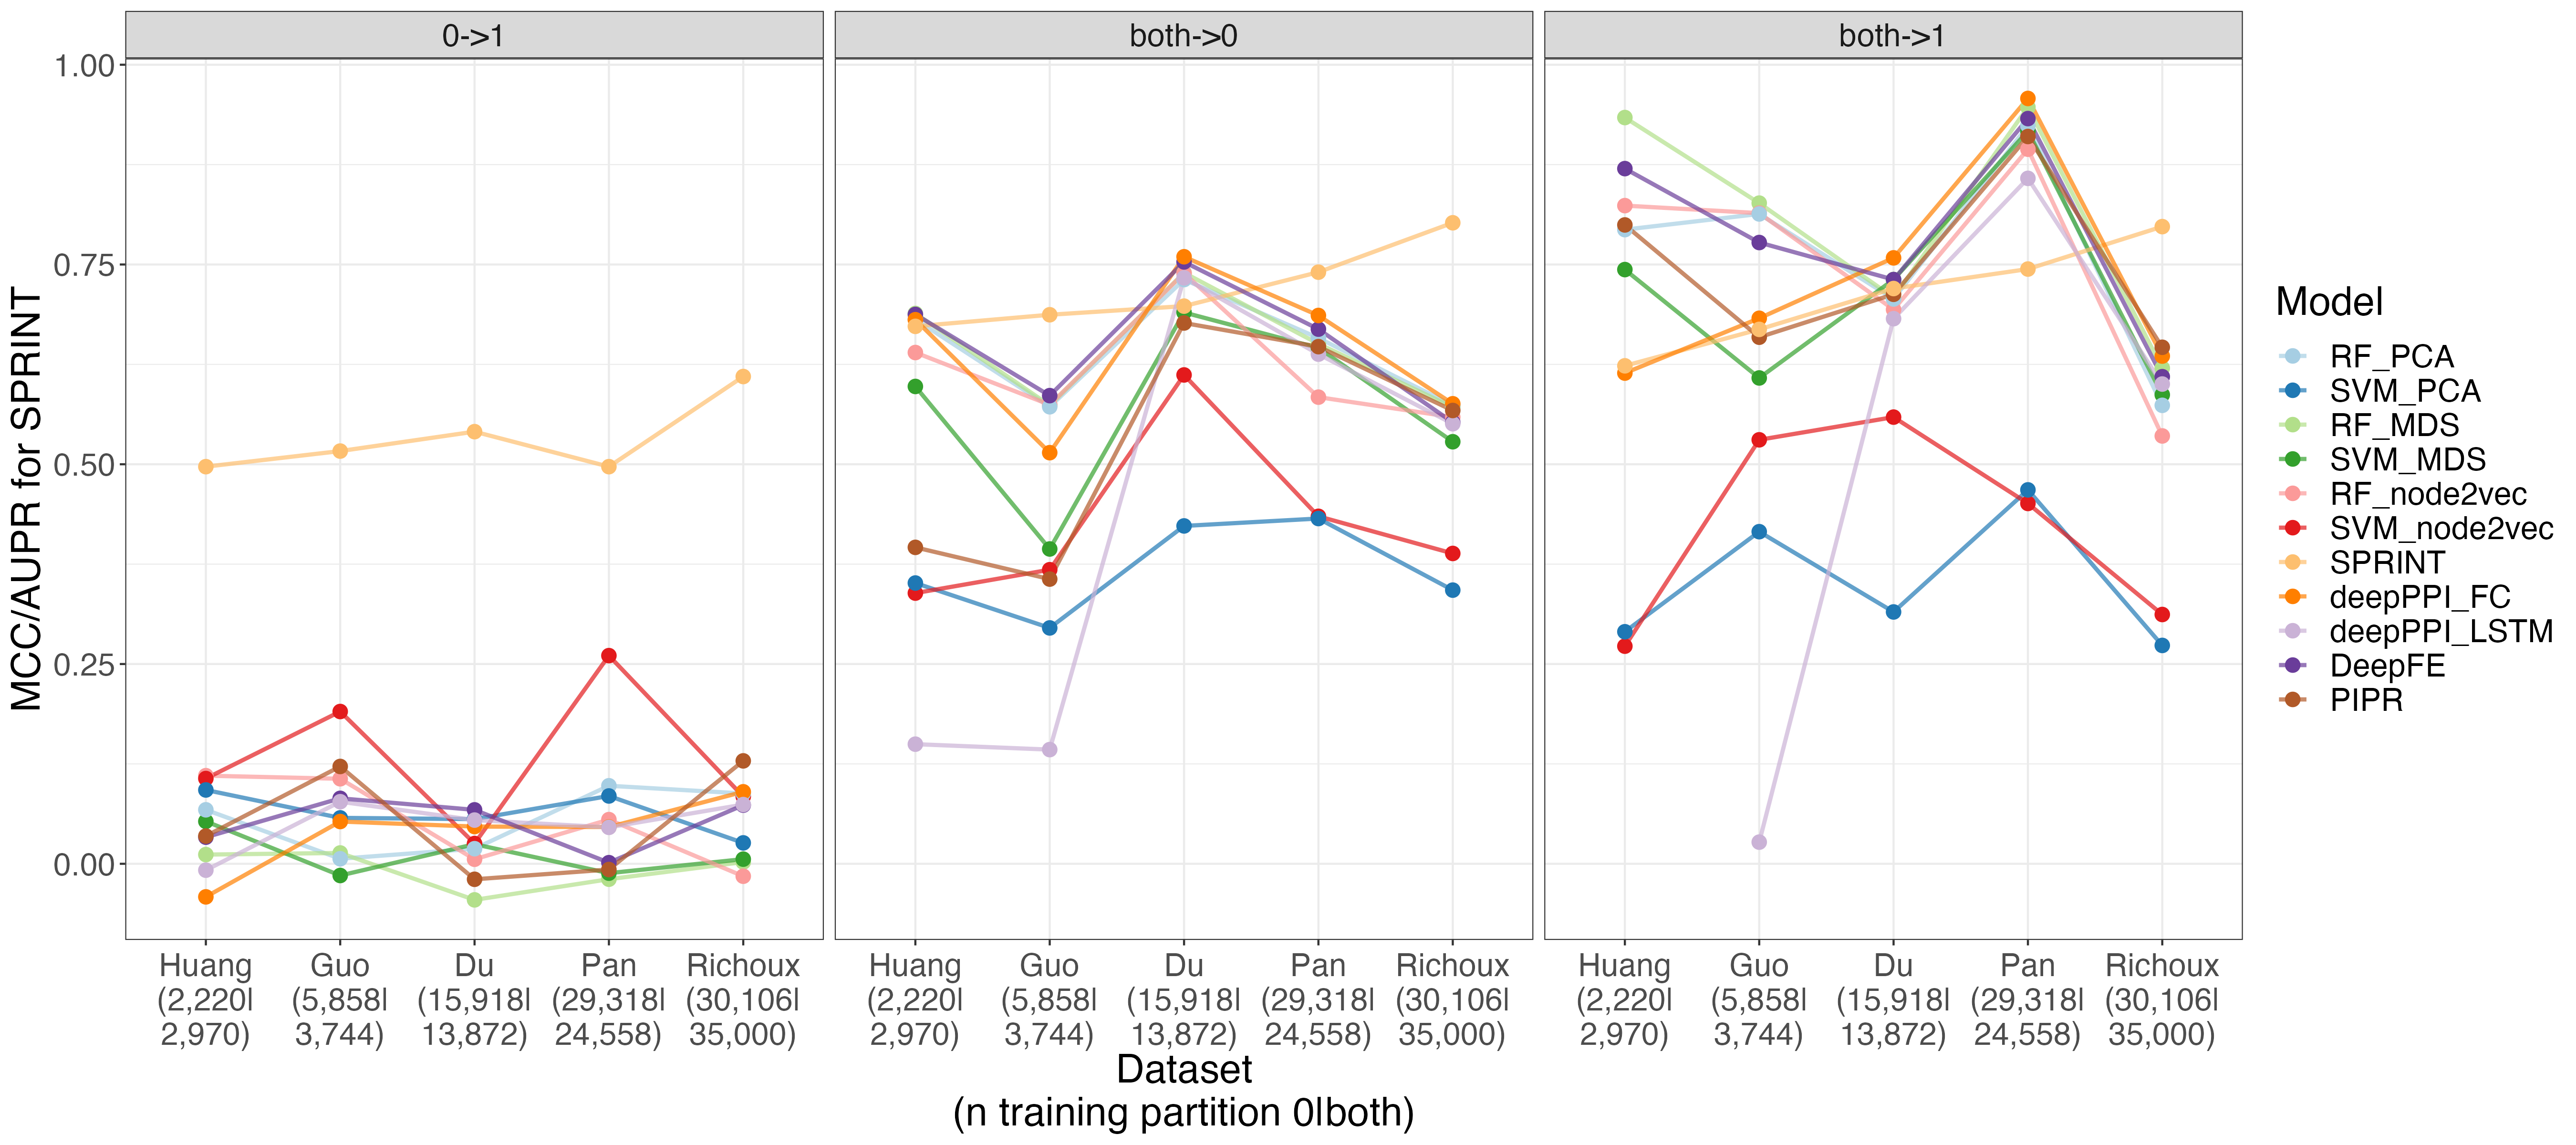 0->1
both->0
both->1
MCC/AUPR for SPRINT
1.00
0.75
0.50
0.25
0.00
Huang
(2,220|
2,970)
Guo
(5,858|
3,744)
Du
(15,918|
13,872)
Pan
(29,318|
24,558)
Richoux
(30,106|
35,000)
Huang
(2,220|
2,970)
Guo
(5,858|
3,744)
Du
(15,918|
13,872)
Pan
(29,318|
24,558)
Richoux
(30,106|
35,000)
Huang
(2,220|
2,970)
Guo
(5,858|
3,744)
Du
(15,918|
13,872)
Pan
(29,318|
24,558)
Richoux
(30,106|
35,000)
Dataset
(n training partition 0|both)
Model
RF_PCA
SVM_PCA
RF_MDS
SVM_MDS
RF_node2vec
SVM_node2vec
SPRINT
deepPPI_FC
deepPPI_LSTM
DeepFE
PIPR